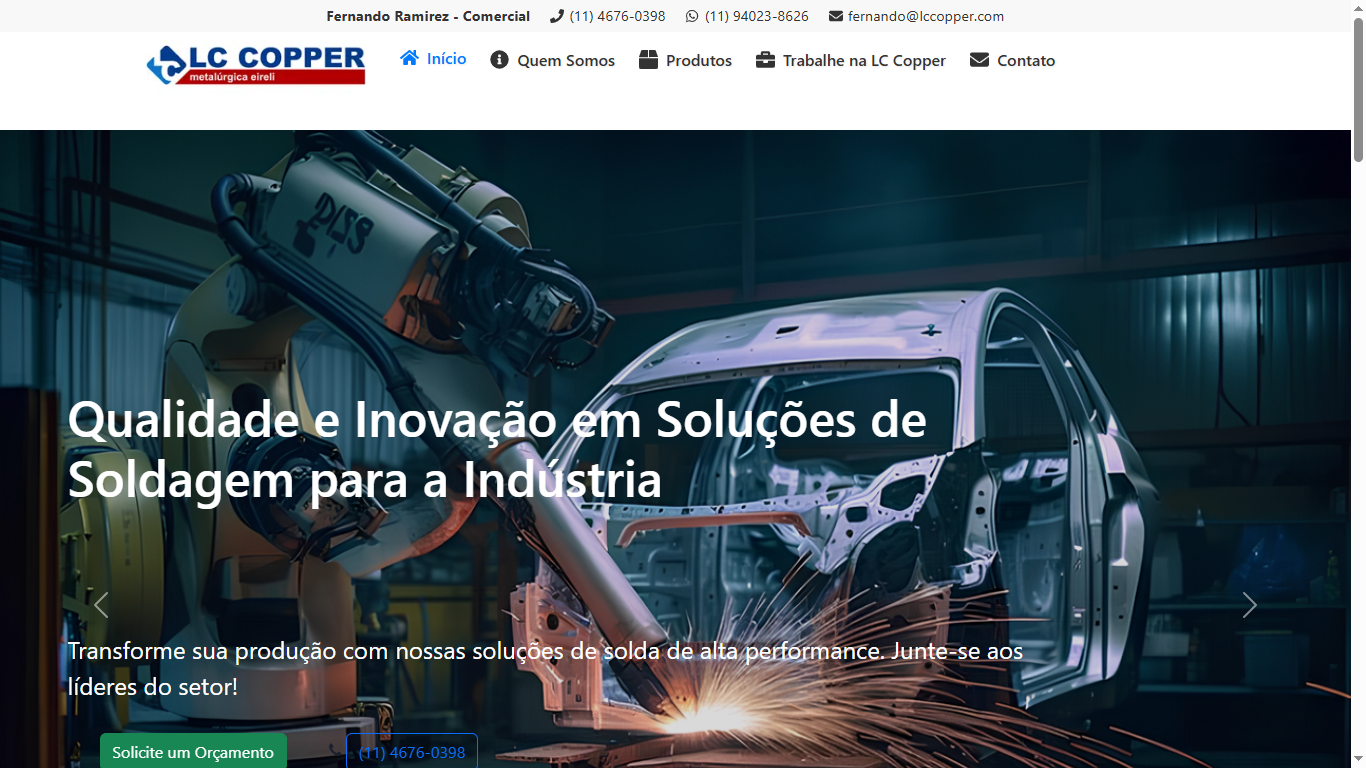 Fernando Ramirez - Comercial (11) 4676-0398 (11) 94023-8626 fernando@lccopper.com
LC COPPER
metalúrgica eireli
Início Quem Somos Produtos Trabalhe na LC Copper Contato
Qualidade e Inovação em Soluções de
Soldagem para a Indústria
Transforme sua produção com nossas soluções de solda de alta performance. Junte-se aos
líderes do setor!
Solicite um Orçamento (11) 4676-0398